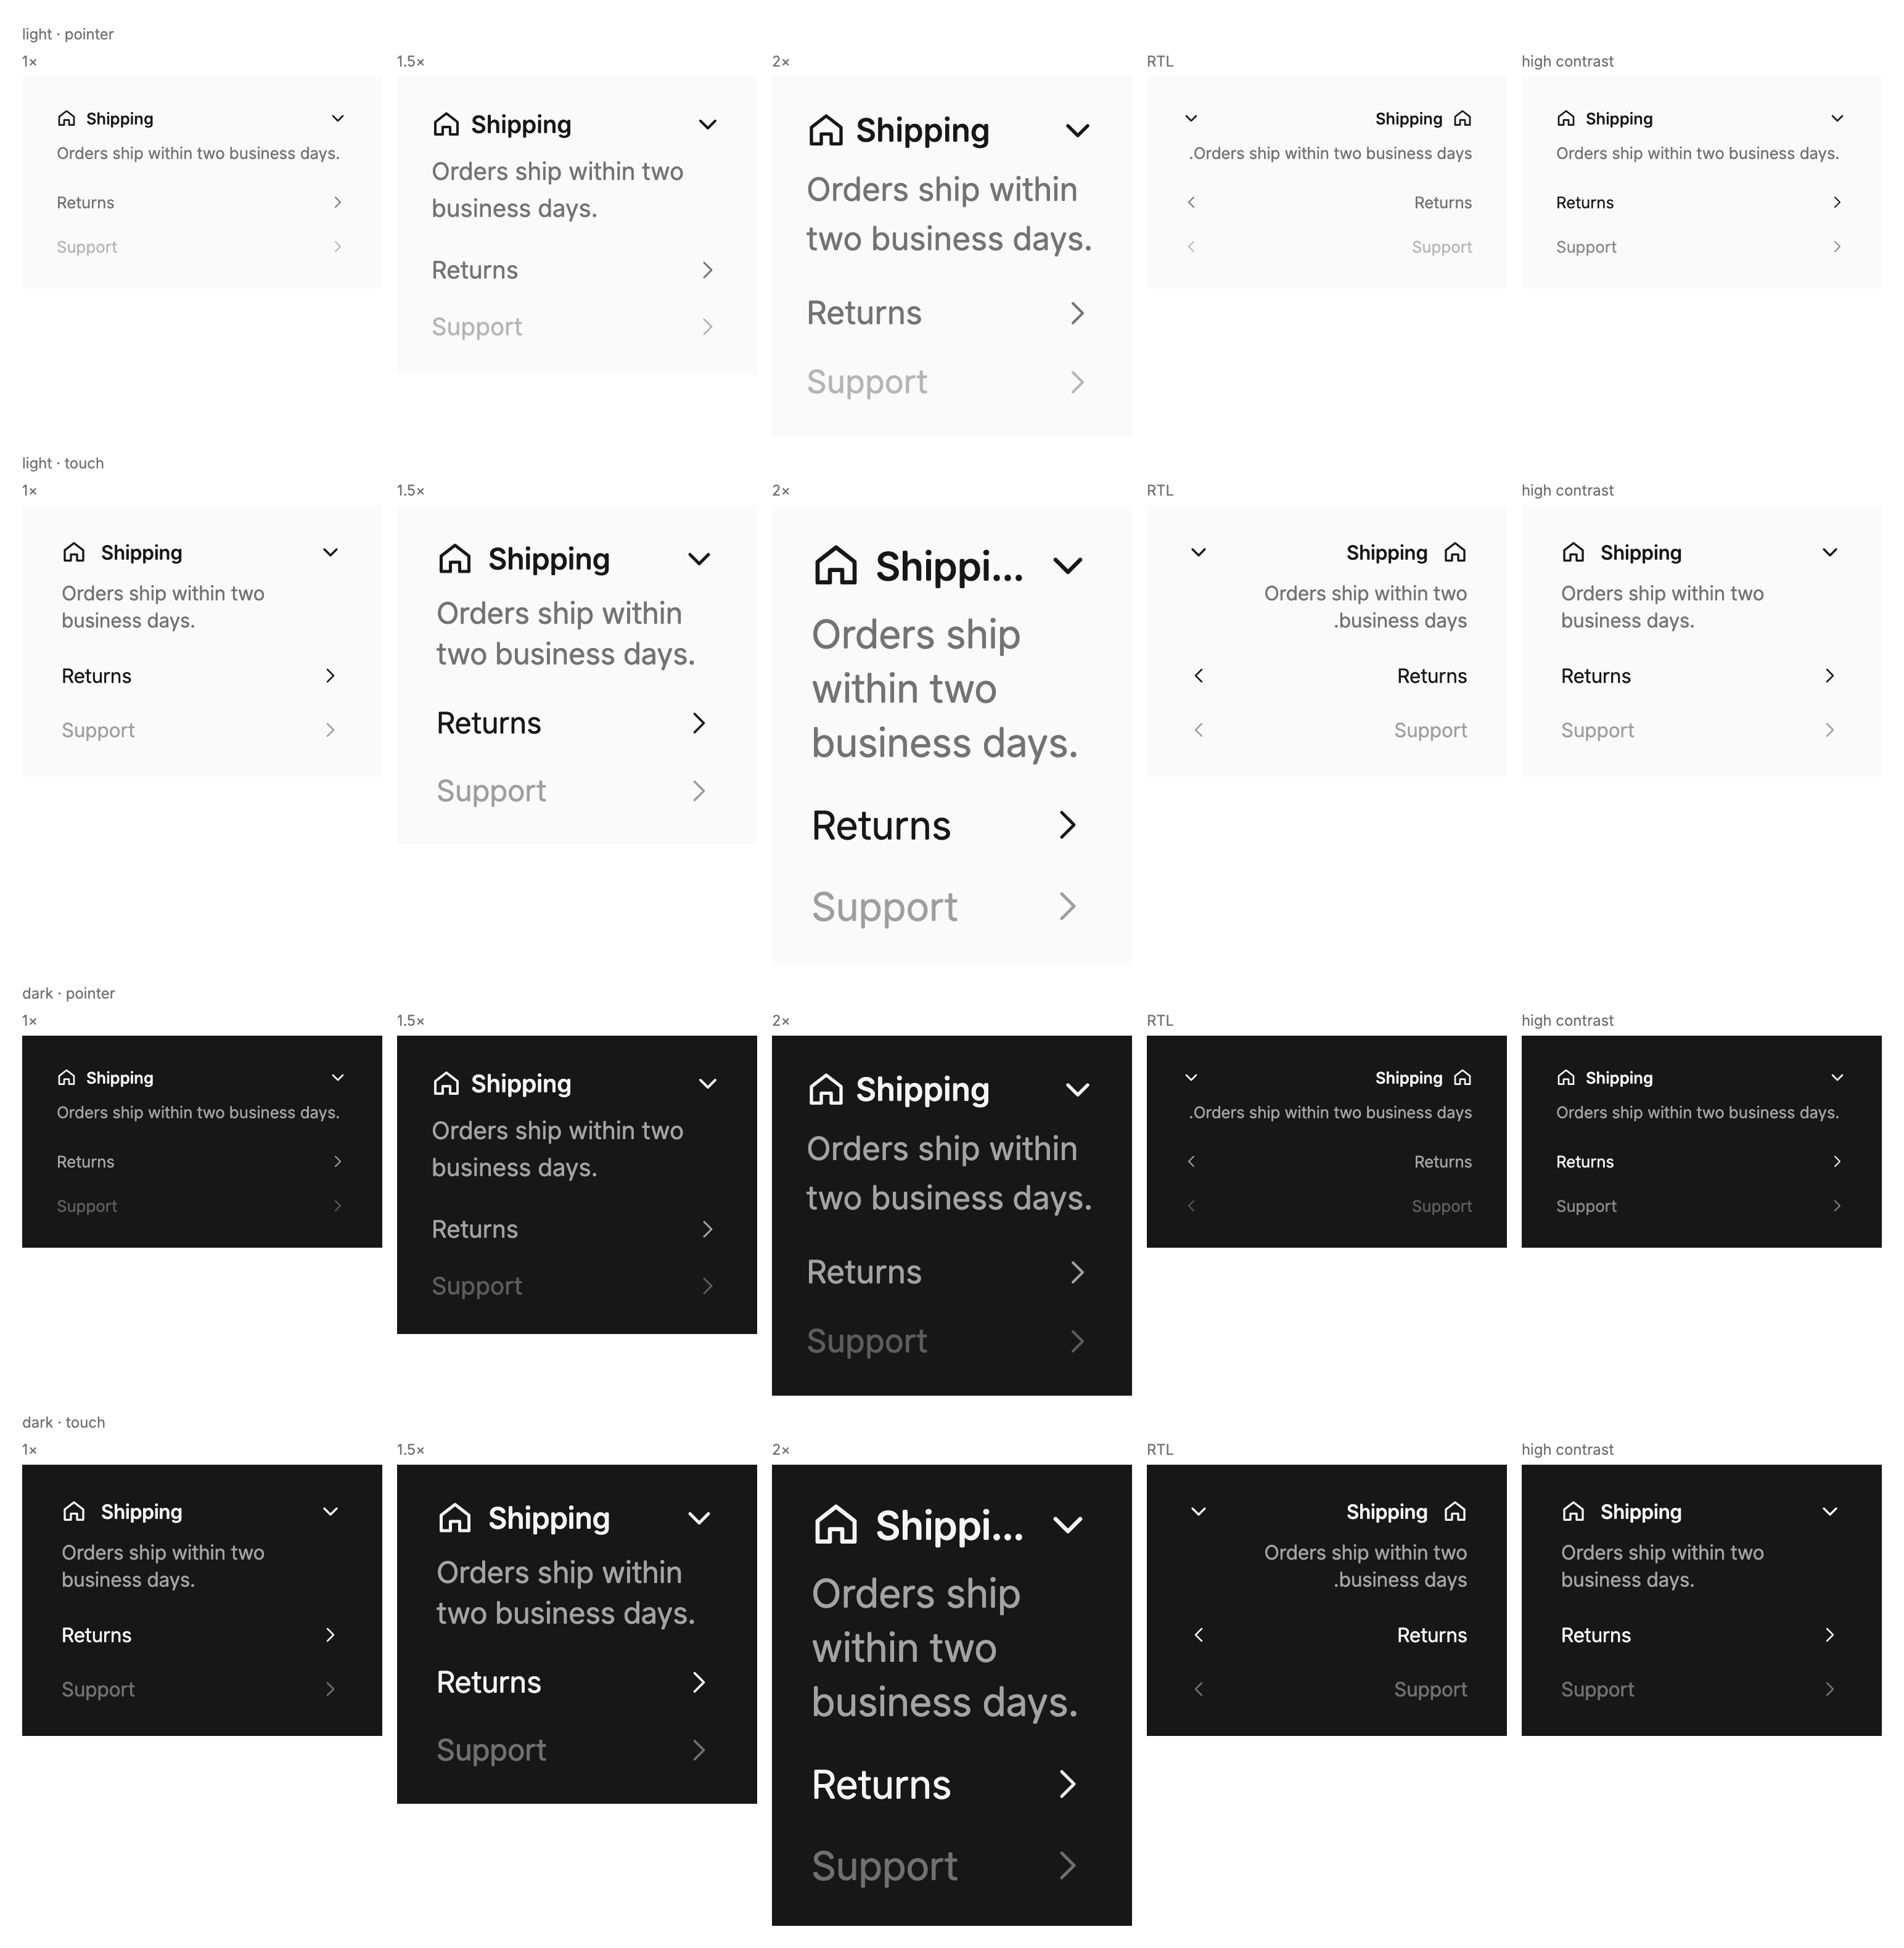 light · pointer
1×
Shipping
Orders ship within two business days.
Returns
Support
1.5×
Shipping
Orders ship within two
business days.
Returns
Support
2×
Shipping
Orders ship within
two business days.
Returns
Support
RTL
Shipping
.Orders ship within two business days
Returns
Support
high contrast
Shipping
Orders ship within two business days.
Returns
Support
light · touch
1×
Shipping
Orders ship within two
business days.
Returns
Support
1.5×
Shipping
Orders ship within
two business days.
Returns
Support
2×
Shippi...
Orders ship
within two
business days.
Returns
Support
RTL
Shipping
Orders ship within two
.business days
Returns
Support
high contrast
Shipping
Orders ship within two
business days.
Returns
Support
dark · pointer
1×
Shipping
Orders ship within two business days.
Returns
Support
1.5×
Shipping
Orders ship within two
business days.
Returns
Support
2×
Shipping
Orders ship within
two business days.
Returns
Support
RTL
Shipping
.Orders ship within two business days
Returns
Support
high contrast
Shipping
Orders ship within two business days.
Returns
Support
dark · touch
1×
Shipping
Orders ship within two
business days.
Returns
Support
1.5×
Shipping
Orders ship within
two business days.
Returns
Support
2×
Shippi...
Orders ship
within two
business days.
Returns
Support
RTL
Shipping
Orders ship within two
.business days
Returns
Support
high contrast
Shipping
Orders ship within two
business days.
Returns
Support